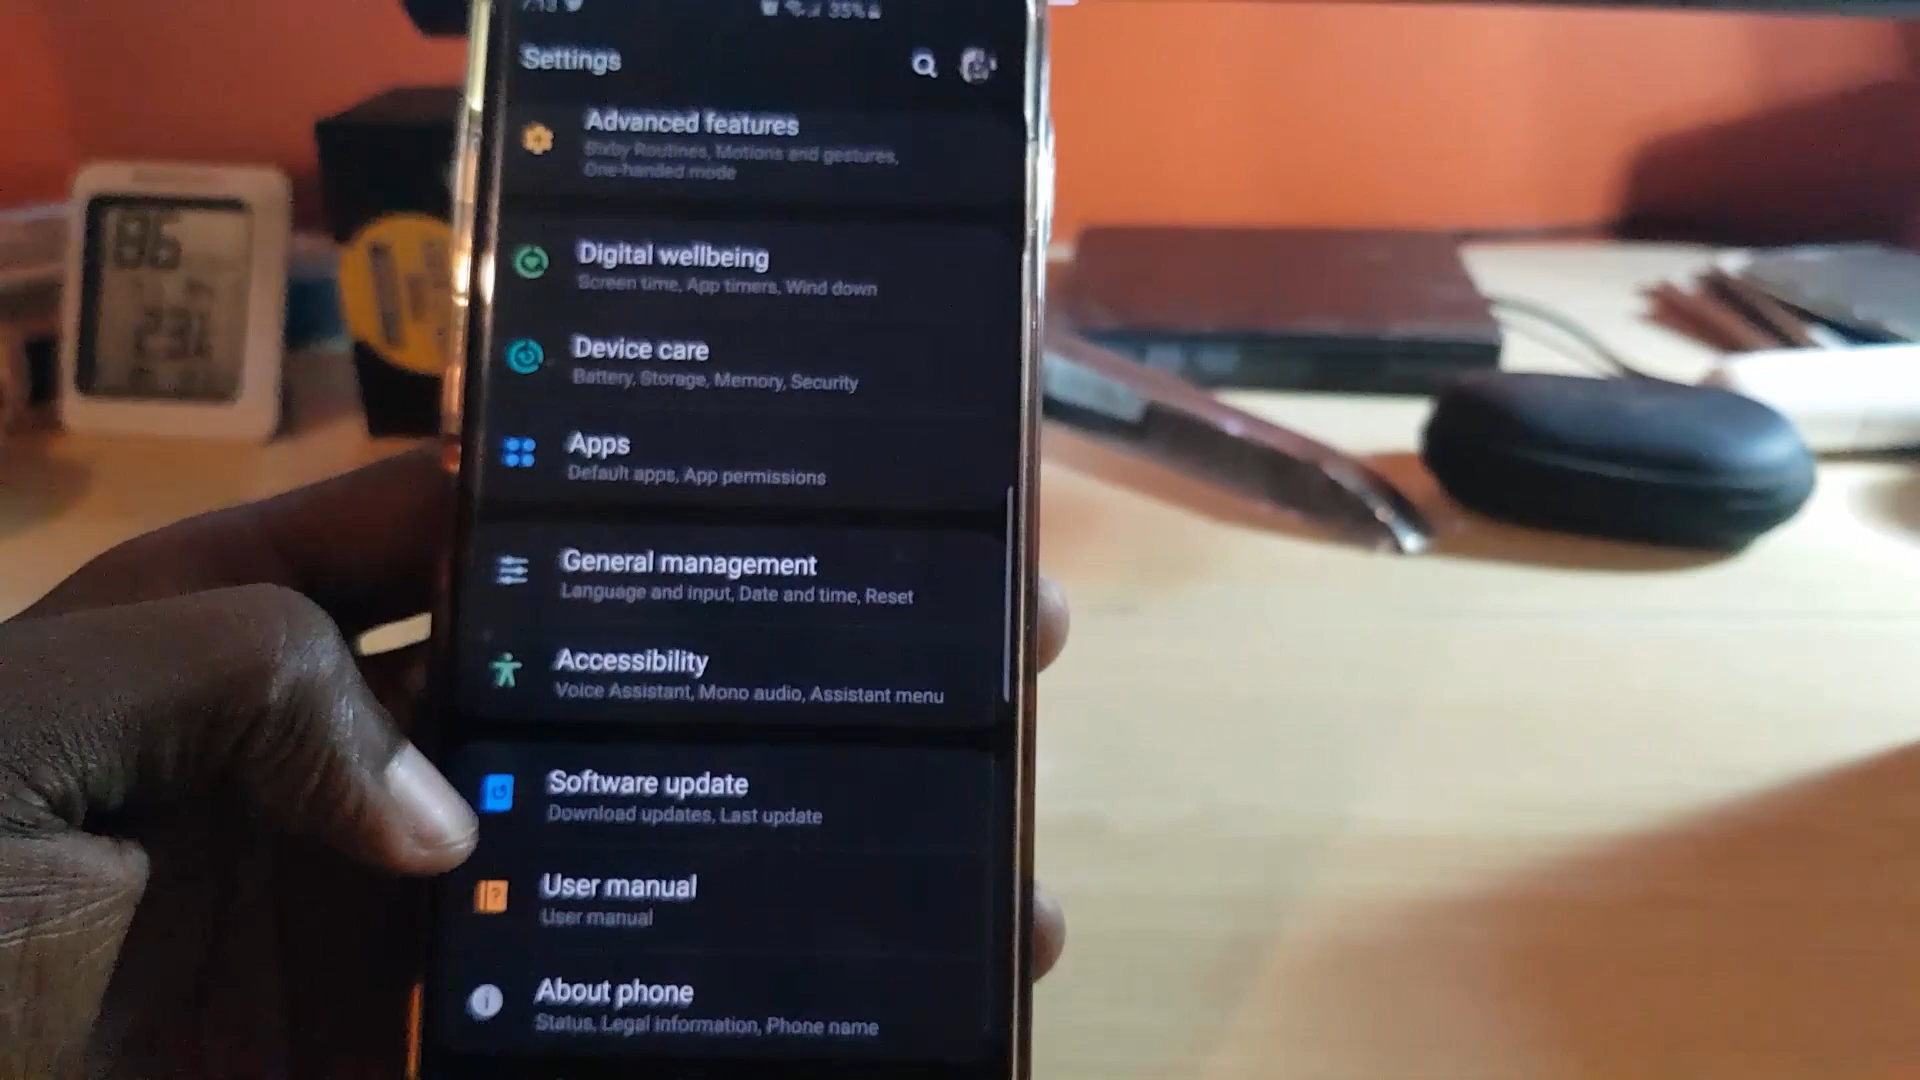 35%
Settings
Advanced features
Bixby Routines, Motions and gestures,
One-handed mode
Digital wellbeing
Screen time, App timers, Wind down
Device care
Battery, Storage, Memory, Security
Apps
Default apps, App permissions
General management
Language and input, Date and time, Reset
Accessibility
Voice Assistant, Mono audio, Assistant menu
Software update
Download updates, Last update
User manual
User manual
About phone
Status, Legal information, Phone name
86